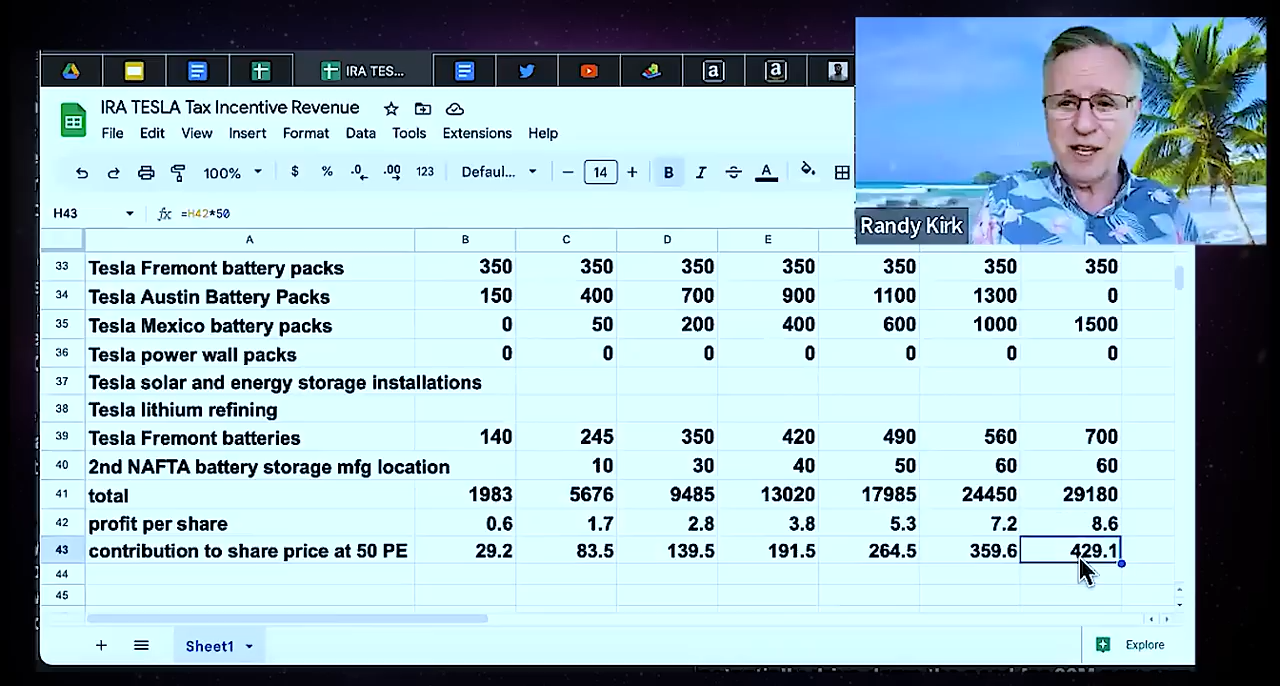 IRA TES...
IRA TESLA Tax Incentive Revenue
File Edit View Insert Format Data Tools Extensions Help
100% $ % .0 .00 123 Defaul... − 14 + B I A
H43 fx =H42*50
Randy Kirk
A B C D E
33 Tesla Fremont battery packs 350 350 350 350 350 350 350
34 Tesla Austin Battery Packs 150 400 700 900 1100 1300 0
35 Tesla Mexico battery packs 0 50 200 400 600 1000 1500
36 Tesla power wall packs 0 0 0 0 0 0 0
37 Tesla solar and energy storage installations
38 Tesla lithium refining
39 Tesla Fremont batteries 140 245 350 420 490 560 700
40 2nd NAFTA battery storage mfg location 10 30 40 50 60 60
41 total 1983 5676 9485 13020 17985 24450 29180
42 profit per share 0.6 1.7 2.8 3.8 5.3 7.2 8.6
43 contribution to share price at 50 PE 29.2 83.5 139.5 191.5 264.5 359.6 429.1
44
45
+ Sheet1 Explore